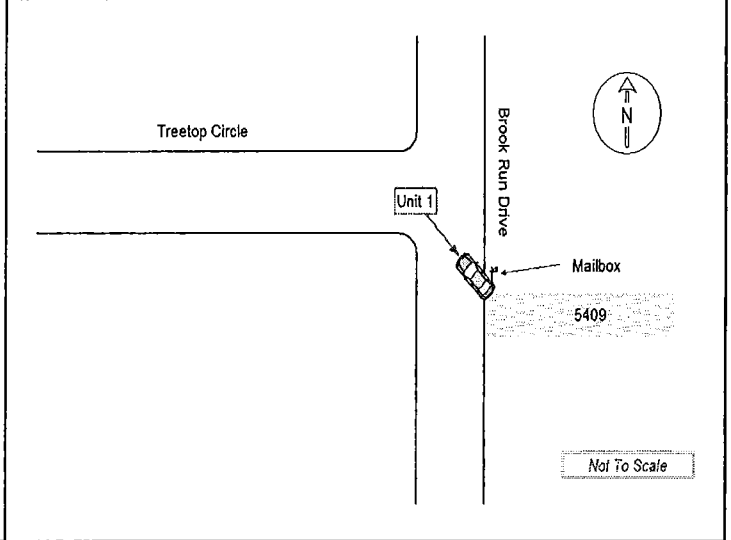 Treetop Circle
Brook Run Drive
N
Unit 1
Mailbox
5409
Not To Scale